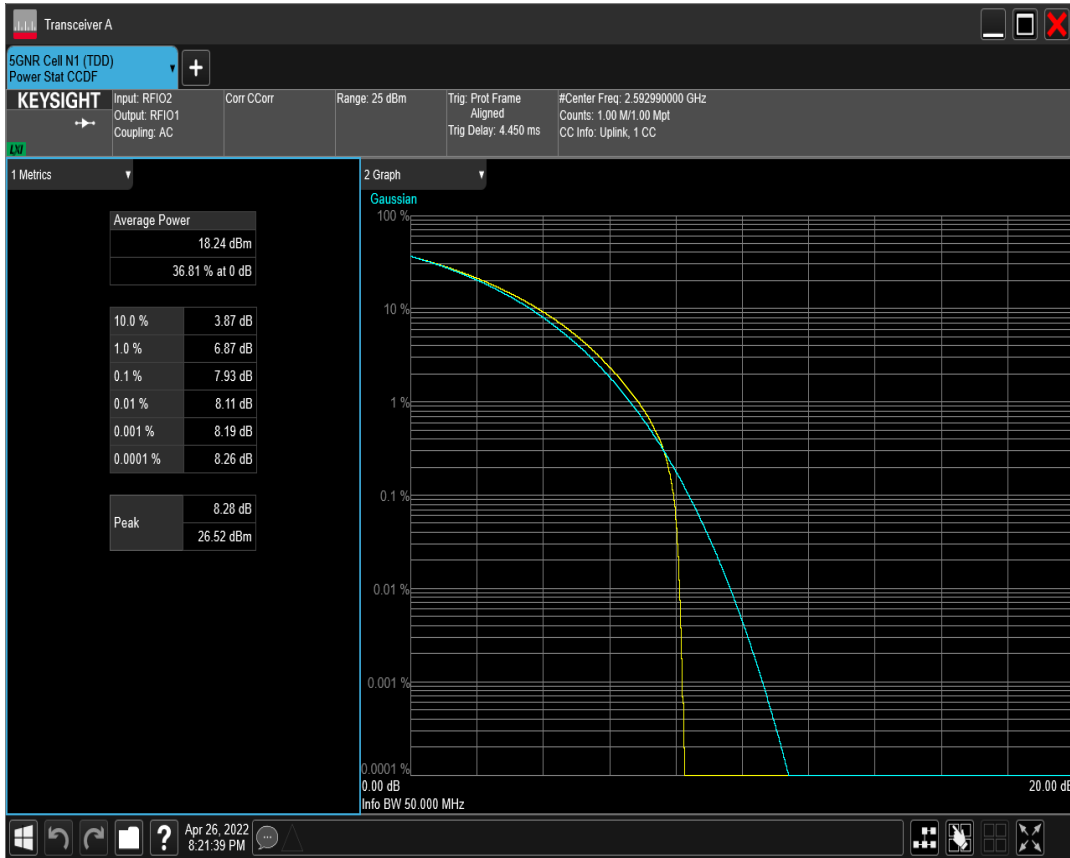 Transceiver A
5GNR Cell N1 (TDD)
Power Stat CCDF
+
KEYSIGHT
LXI
Input: RFIO2
Output: RFIO1
Coupling: AC
Corr CCorr
Range: 25 dBm
Trig: Prot Frame
Aligned
Trig Delay: 4.450 ms
#Center Freq: 2.592990000 GHz
Counts: 1.00 M/1.00 Mpt
CC Info: Uplink, 1 CC
1 Metrics
Average Power
18.24 dBm
36.81 % at 0 dB
10.0 % 3.87 dB
1.0 % 6.87 dB
0.1 % 7.93 dB
0.01 % 8.11 dB
0.001 % 8.19 dB
0.0001 % 8.26 dB
Peak 8.28 dB
26.52 dBm
2 Graph
Gaussian
100 %
10 %
1 %
0.1 %
0.01 %
0.001 %
0.0001 %
0.00 dB 20.00 dB
Info BW 50.000 MHz
?
Apr 26, 2022
8:21:39 PM